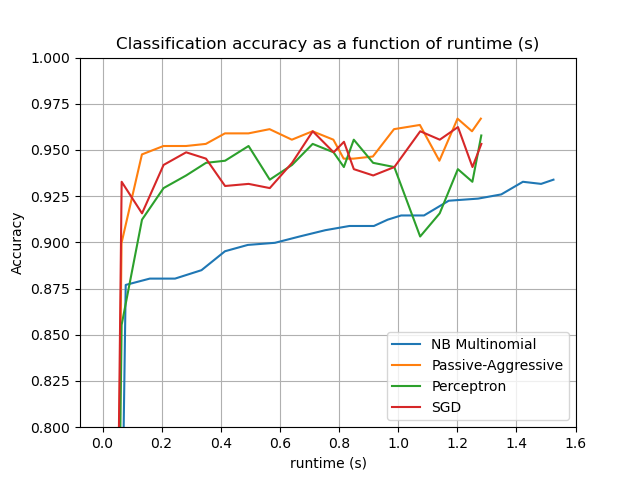 Classification accuracy as a function of runtime (s)
1.000
0.975
0.950
0.925
0.900
0.875
0.850
0.825
0.800
Accuracy
NB Multinomial
Passive-Aggressive
Perceptron
SGD
0.0 0.2 0.4 0.6 0.8 1.0 1.2 1.4 1.6
runtime (s)